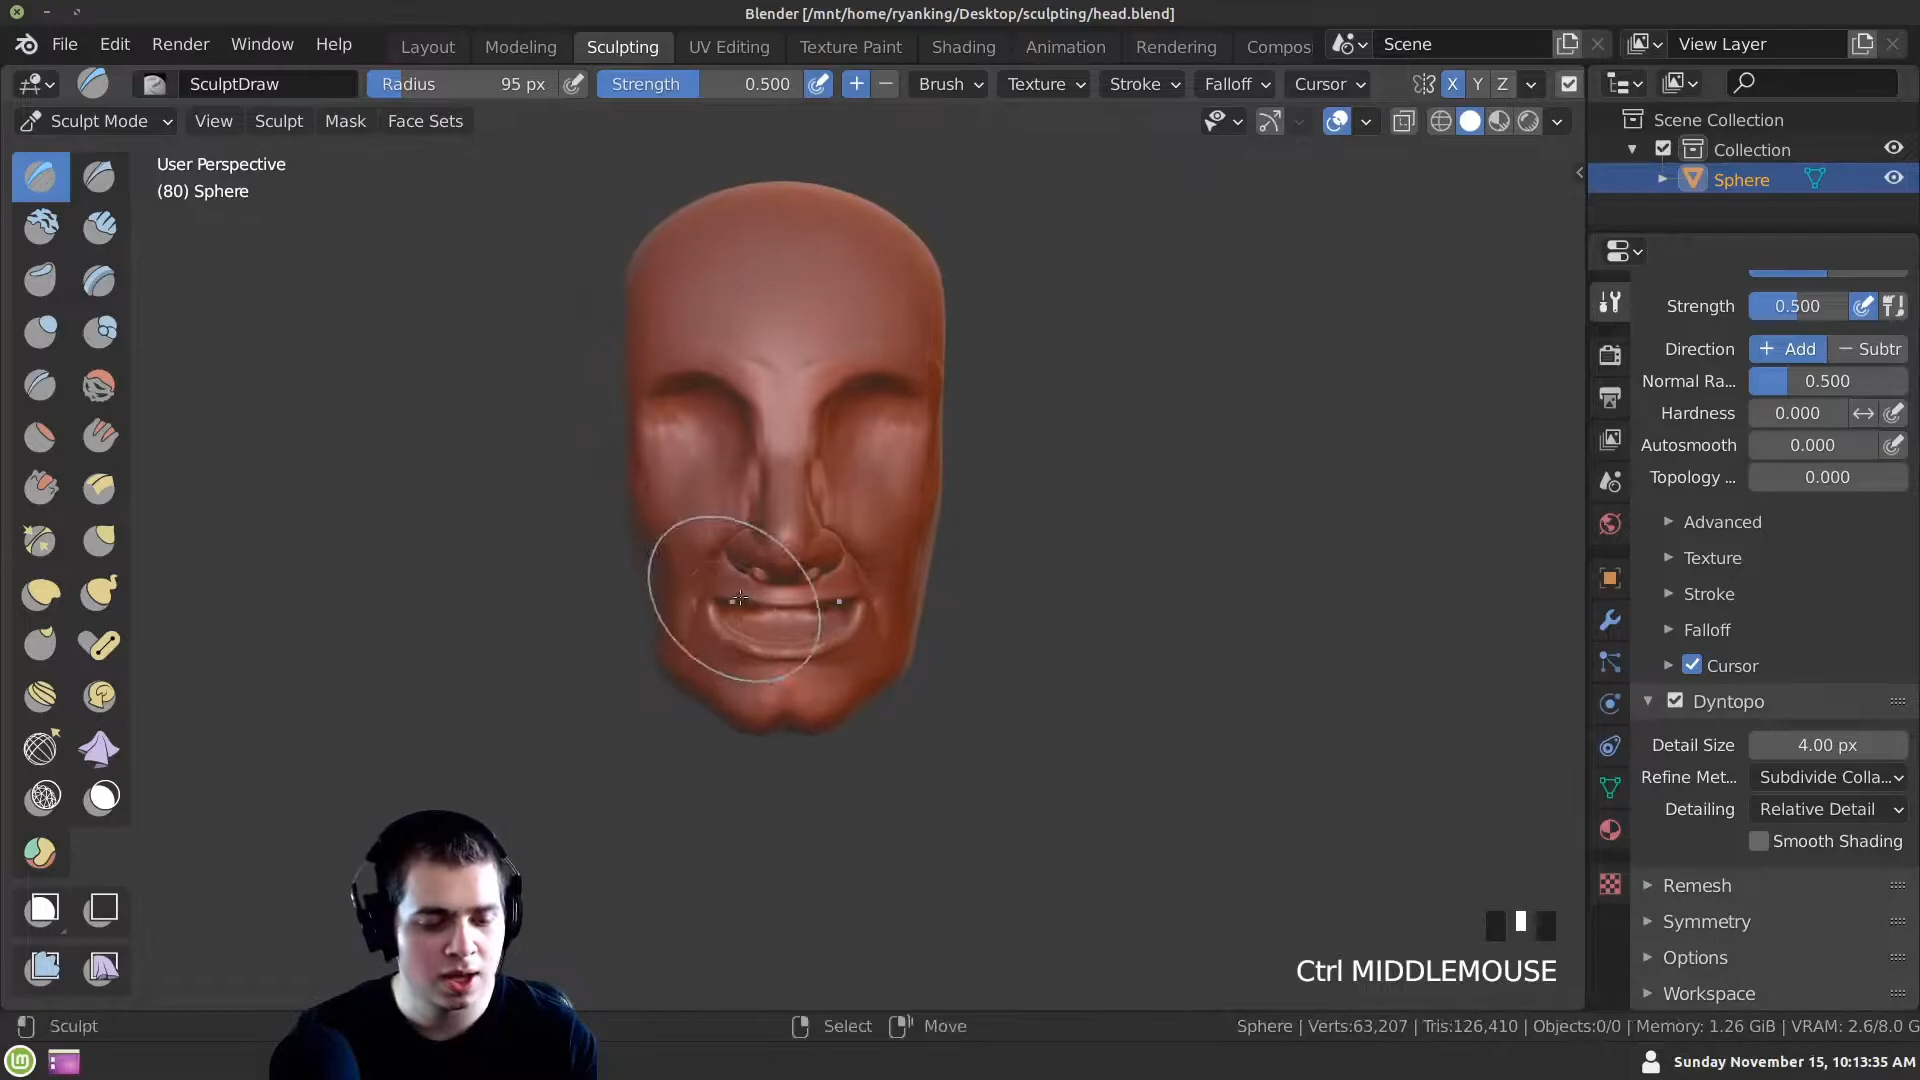 Blender [/mnt/home/ryanking/Desktop/sculpting/head.blend]
File Edit Render Window Help Layout Modeling Sculpting UV Editing Texture Paint Shading Animation Rendering Compos Scene View Layer
SculptDraw Radius 95 px Strength 0.500 Brush Texture Stroke Falloff Cursor X Y Z
Sculpt Mode View Sculpt Mask Face Sets
Scene Collection
Collection
Sphere
User Perspective
(80) Sphere
Strength 0.500
Direction + Add − Subtr
Normal Ra... 0.500
Hardness 0.000
Autosmooth 0.000
Topology ... 0.000
Advanced
Texture
Stroke
Falloff
Cursor
Dyntopo
Detail Size 4.00 px
Refine Met... Subdivide Colla...
Detailing Relative Detail
Smooth Shading
Remesh
Symmetry
Options
Workspace
Ctrl MIDDLEMOUSE
Sculpt Select Move Sphere | Verts:63,207 | Tris:126,410 | Objects:0/0 | Memory: 1.26 GiB | VRAM: 2.6/8.0 G
Sunday November 15, 10:13:35 AM